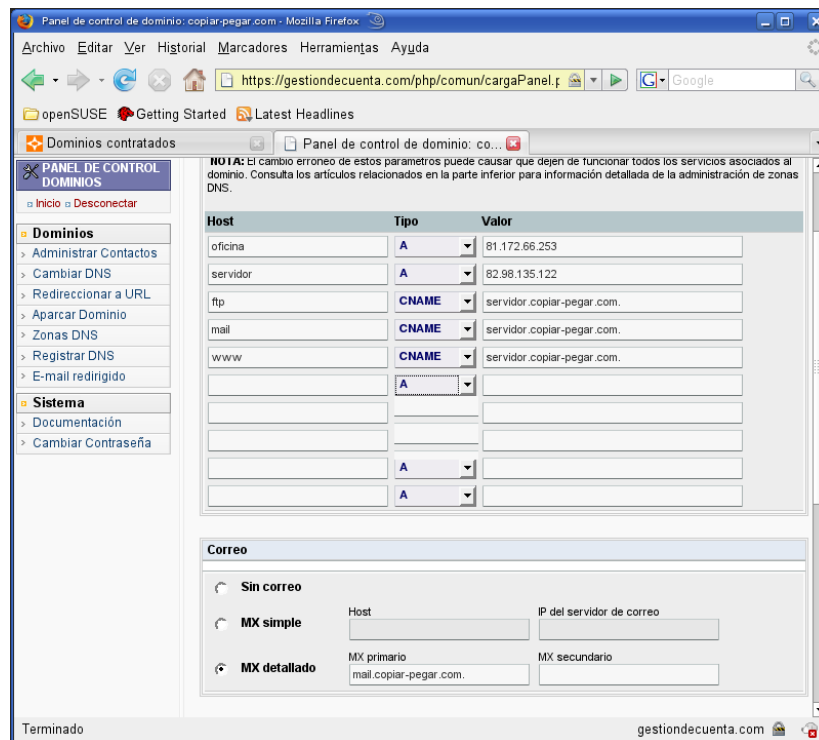 Panel de control de dominio: copiar-pegar.com - Mozilla Firefox
Archivo Editar Ver Historial Marcadores Herramientas Ayuda
https://gestiondecuenta.com/php/comun/cargaPanel.p
G Google
openSUSE Getting Started Latest Headlines
Dominios contratados
Panel de control de dominio: co...
PANEL DE CONTROL
DOMINIOS
Inicio Desconectar
Dominios
Administrar Contactos
Cambiar DNS
Redireccionar a URL
Aparcar Dominio
Zonas DNS
Registrar DNS
E-mail redirigido
Sistema
Documentación
Cambiar Contraseña
NOTA: El cambio erróneo de estos parametros puede causar que dejen de funcionar todos los servicios asociados al
dominio. Consulta los artículos relacionados en la parte inferior para información detallada de la administración de zonas
DNS.
Host Tipo Valor
oficina A 81.172.66.253
servidor A 82.98.135.122
ftp CNAME servidor.copiar-pegar.com.
mail CNAME servidor.copiar-pegar.com.
www CNAME servidor.copiar-pegar.com.
A
A
A
Correo
Sin correo
MX simple
Host
IP del servidor de correo
MX detallado
MX primario
MX secundario
mail.copiar-pegar.com.
Terminado
gestiondecuenta.com